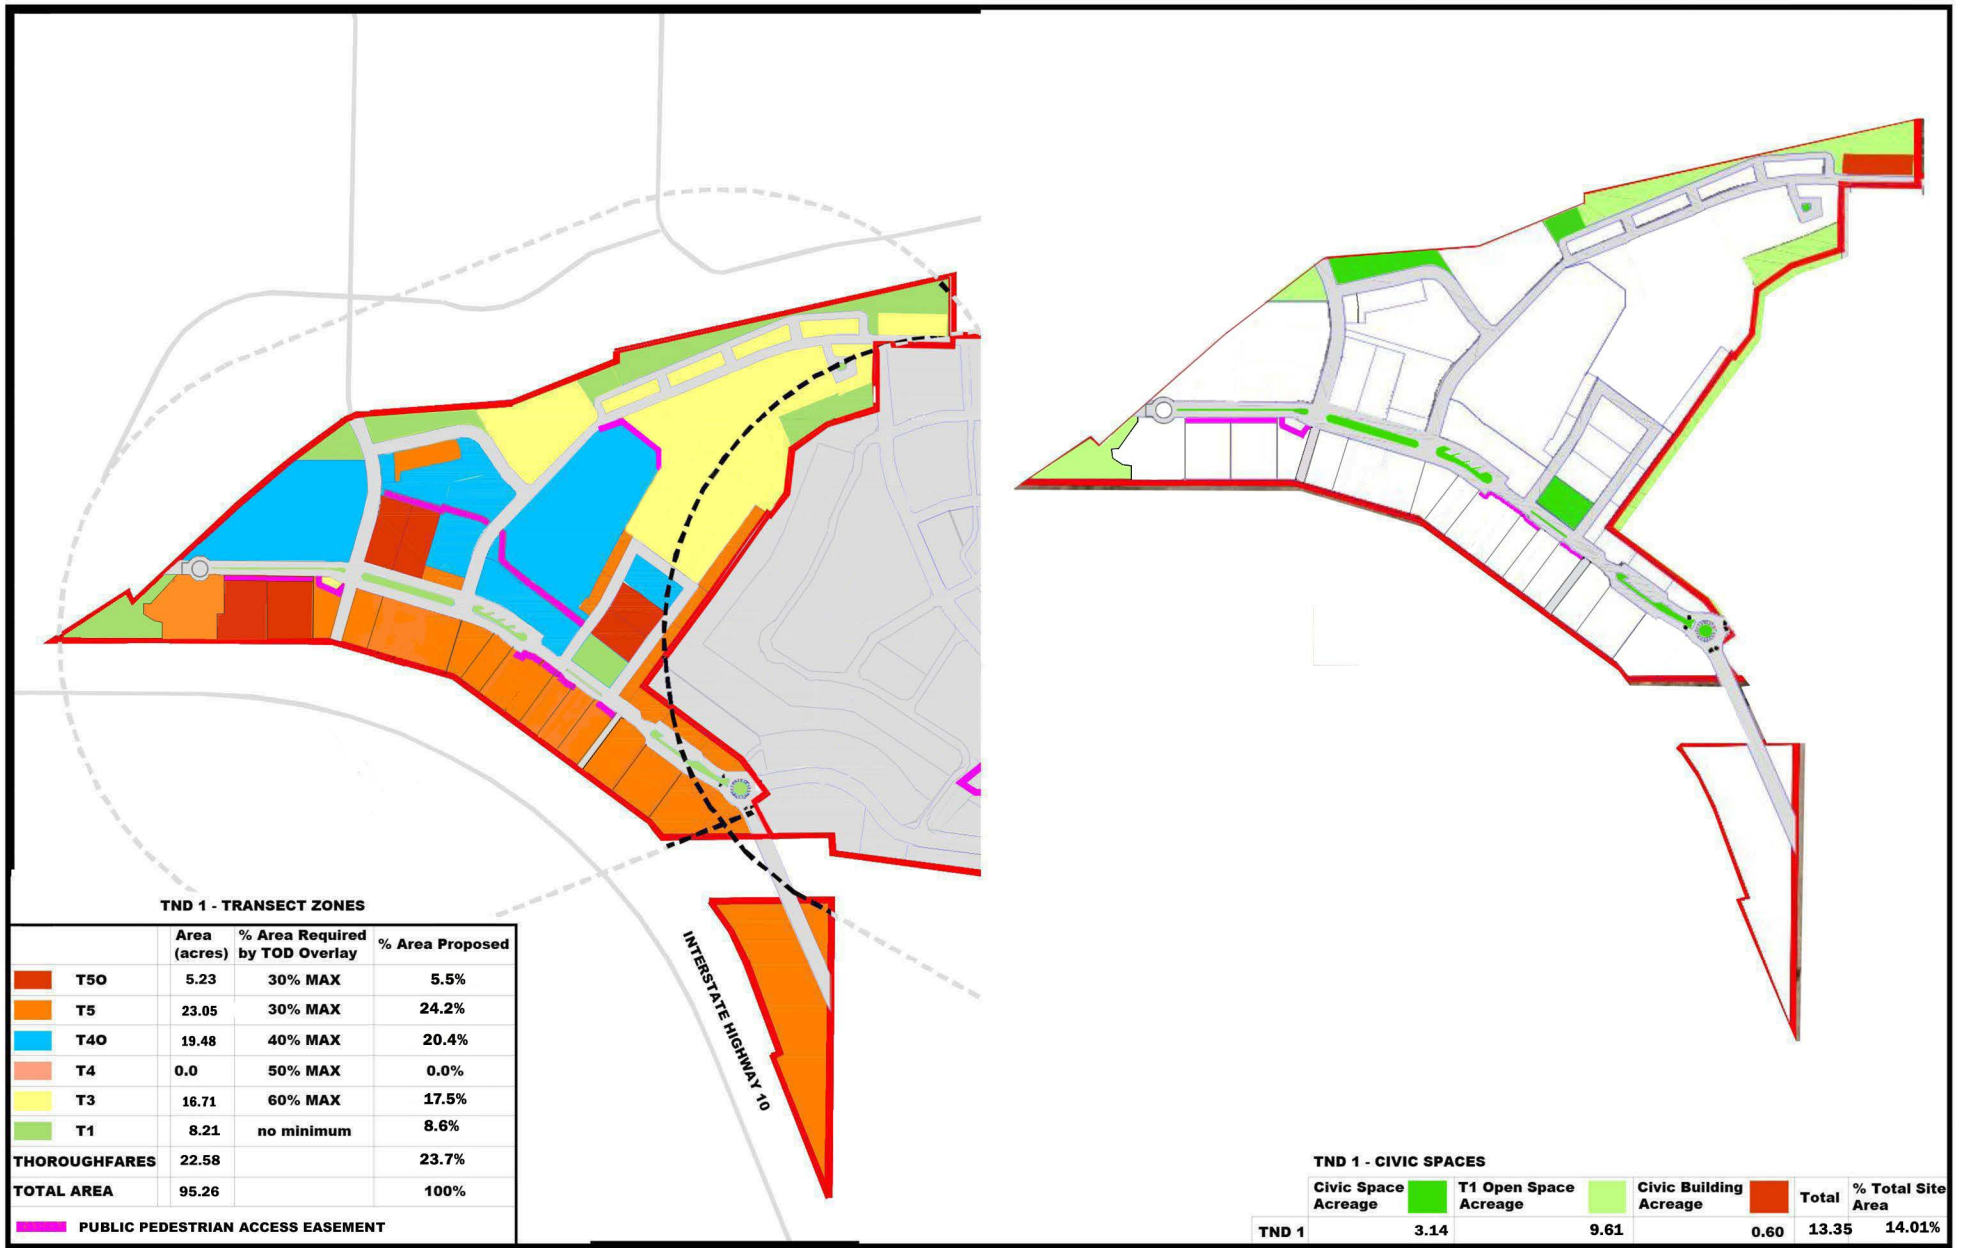 INTERSTATE HIGHWAY 10
TND 1 - TRANSECT ZONES
Area (acres) % Area Required by TOD Overlay % Area Proposed
T5O 5.23 30% MAX 5.5%
T5 23.05 30% MAX 24.2%
T4O 19.48 40% MAX 20.4%
T4 0.0 50% MAX 0.0%
T3 16.71 60% MAX 17.5%
T1 8.21 no minimum 8.6%
THOROUGHFARES 22.58 23.7%
TOTAL AREA 95.26 100%
PUBLIC PEDESTRIAN ACCESS EASEMENT
TND 1 - CIVIC SPACES
Civic Space Acreage T1 Open Space Acreage Civic Building Acreage Total % Total Site Area
TND 1 3.14 9.61 0.60 13.35 14.01%